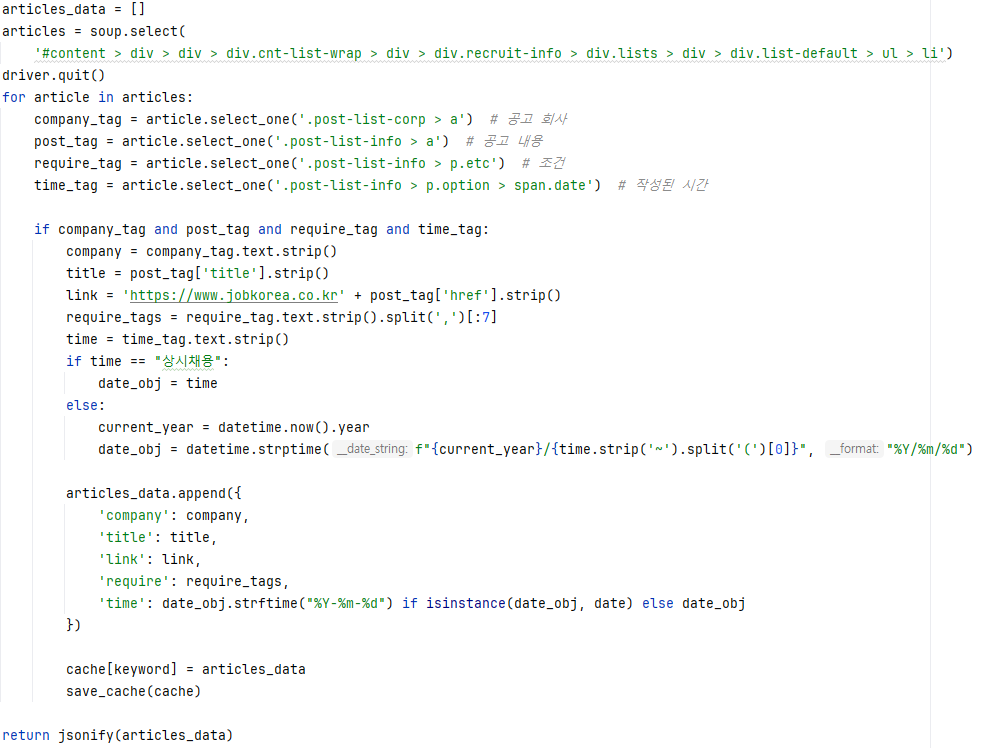 articles_data = []
articles = soup.select(
    '#content > div > div > div.cnt-list-wrap > div > div.recruit-info > div.lists > div > div.list-default > ul > li')
driver.quit()
for article in articles:
    company_tag = article.select_one('.post-list-corp > a')  # 공고 회사
    post_tag = article.select_one('.post-list-info > a')  # 공고 내용
    require_tag = article.select_one('.post-list-info > p.etc')  # 조건
    time_tag = article.select_one('.post-list-info > p.option > span.date')  # 작성된 시간
    if company_tag and post_tag and require_tag and time_tag:
        company = company_tag.text.strip()
        title = post_tag['title'].strip()
        link = 'https://www.jobkorea.co.kr' + post_tag['href'].strip()
        require_tags = require_tag.text.strip().split(',')[:7]
        time = time_tag.text.strip()
        if time == "상시채용":
            date_obj = time
        else:
            current_year = datetime.now().year
            date_obj = datetime.strptime( __date_string: f"{current_year}/{time.strip('~').split('(')[0]}", __format: "%Y/%m/%d")
        articles_data.append({
            'company': company,
            'title': title,
            'link': link,
            'require': require_tags,
            'time': date_obj.strftime("%Y-%m-%d") if isinstance(date_obj, date) else date_obj
        })
        cache[keyword] = articles_data
        save_cache(cache)
return jsonify(articles_data)